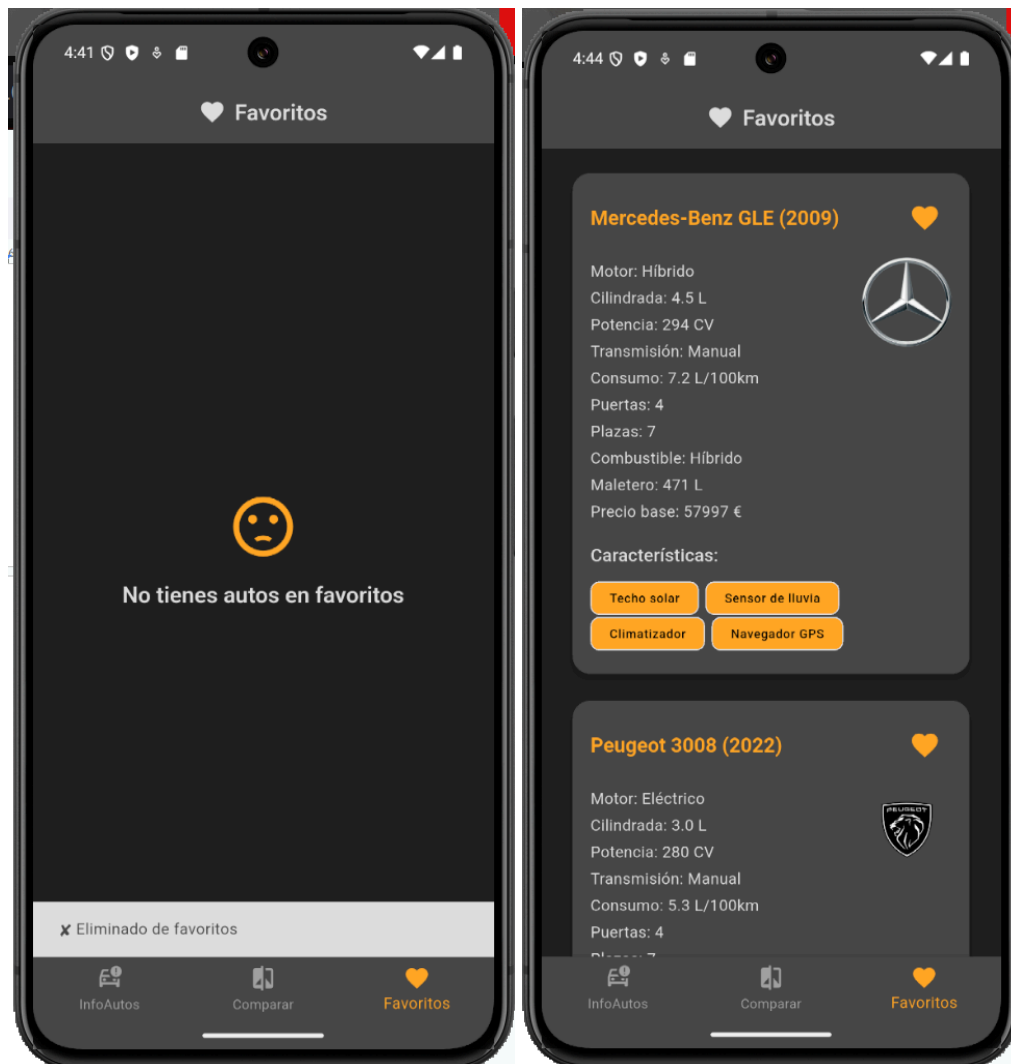 4:41
Favoritos
No tienes autos en favoritos
✘ Eliminado de favoritos
InfoAutos
Comparar
Favoritos
4:44
Favoritos
Mercedes-Benz GLE (2009)
Motor: Híbrido
Cilindrada: 4.5 L
Potencia: 294 CV
Transmisión: Manual
Consumo: 7.2 L/100km
Puertas: 4
Plazas: 7
Combustible: Híbrido
Maletero: 471 L
Precio base: 57997 €
Características:
Techo solar
Sensor de lluvia
Climatizador
Navegador GPS
Peugeot 3008 (2022)
Motor: Eléctrico
PEUGEOT
Cilindrada: 3.0 L
Potencia: 280 CV
Transmisión: Manual
Consumo: 5.3 L/100km
Puertas: 4
Plazas: 7
InfoAutos
Comparar
Favoritos